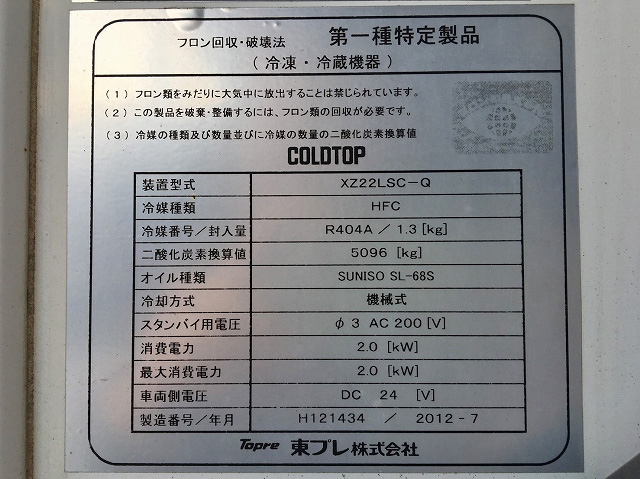 フロン回収・破壊法 第一種特定製品
（冷凍・冷蔵機器）
（１）フロン類をみだりに大気中に放出することは禁じられています。
（２）この製品を破棄・整備するには、フロン類の回収が必要です。
（３）冷媒の種類及び数量並びに冷媒の数量の二酸化炭素換算値
COLDTOP
装置型式 XZ22LSC－Q
冷媒種類 HFC
冷媒番号／封入量 R404A ／ 1.3 [kg]
二酸化炭素換算値 5096 [kg]
オイル種類 SUNISO SL-68S
冷却方式 機械式
スタンバイ用電圧 φ 3 AC 200 [V]
消費電力 2.0 [kW]
最大消費電力 2.0 [kW]
車両側電圧 DC 24 [V]
製造番号／年月 H121434 ／ 2012 - 7
Topre 東プレ株式会社